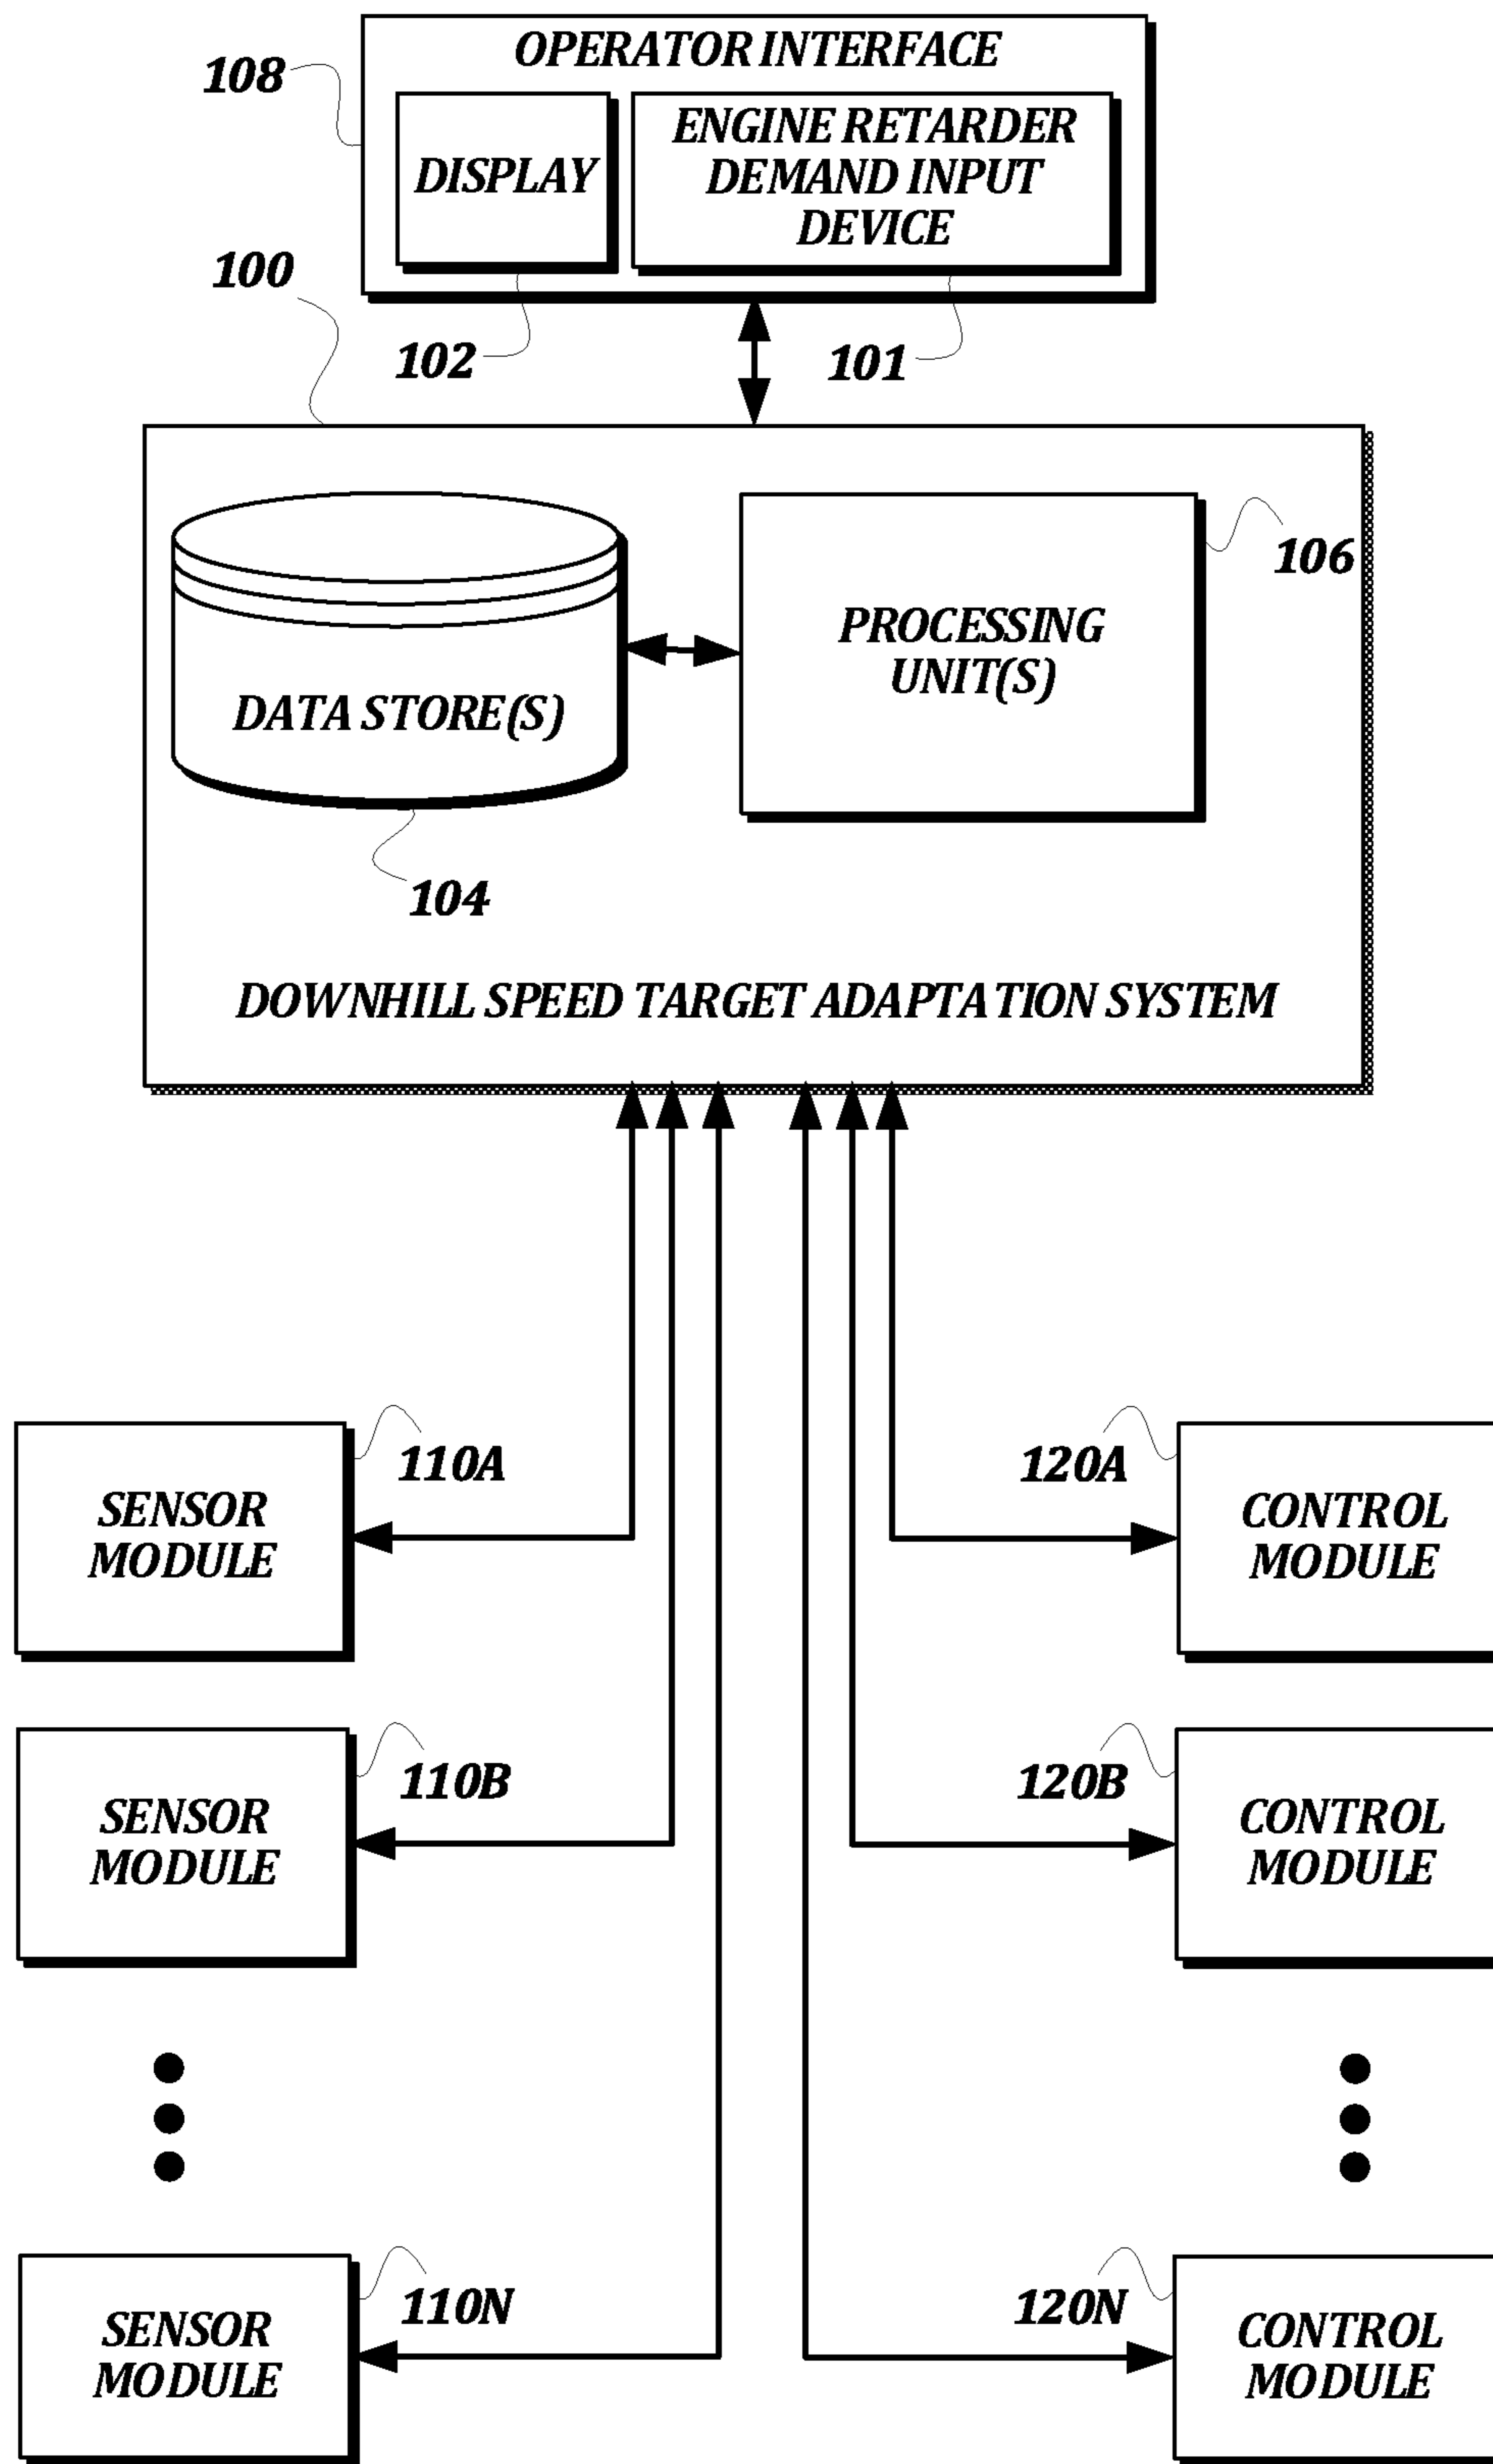 OPERATOR INTERFACE
108
DISPLAY
ENGINE RETARDER
DEMAND INPUT
DEVICE
100
102
101
106
PROCESSING
UNIT(S)
DATA STORE(S)
104
DOWNHILL SPEED TARGET ADAPTATION SYSTEM
110A
SENSOR
MODULE
120A
CONTROL
MODULE
110B
SENSOR
MODULE
120B
CONTROL
MODULE
110N
SENSOR
MODULE
120N
CONTROL
MODULE